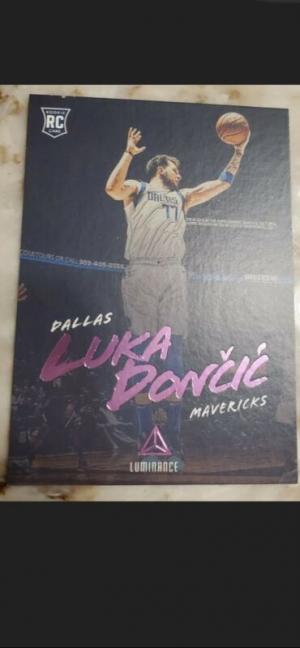 ROOKIE
RC
CARD
DALLAS
77
DALLAS
LUKA
DONČIĆ
MAVERICKS
LUMINANCE